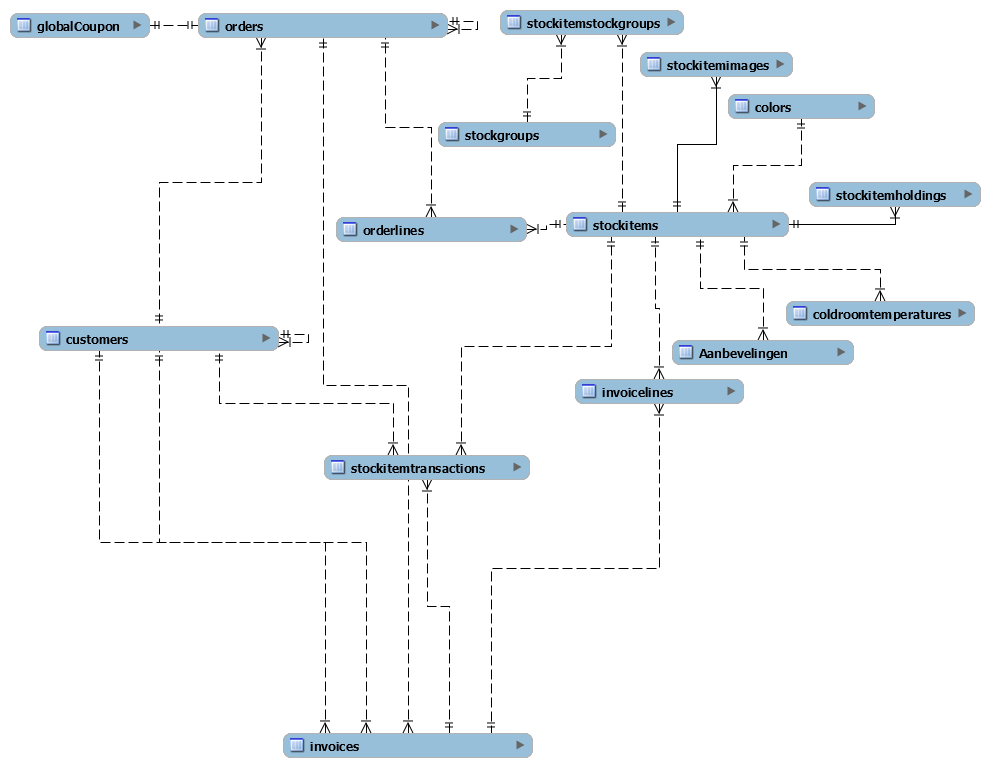 globalCoupon
orders
stockitemstockgroups
stockitemimages
colors
stockgroups
stockitemholdings
orderlines
stockitems
coldroomtemperatures
customers
Aanbevelingen
invoicelines
stockitemtransactions
invoices